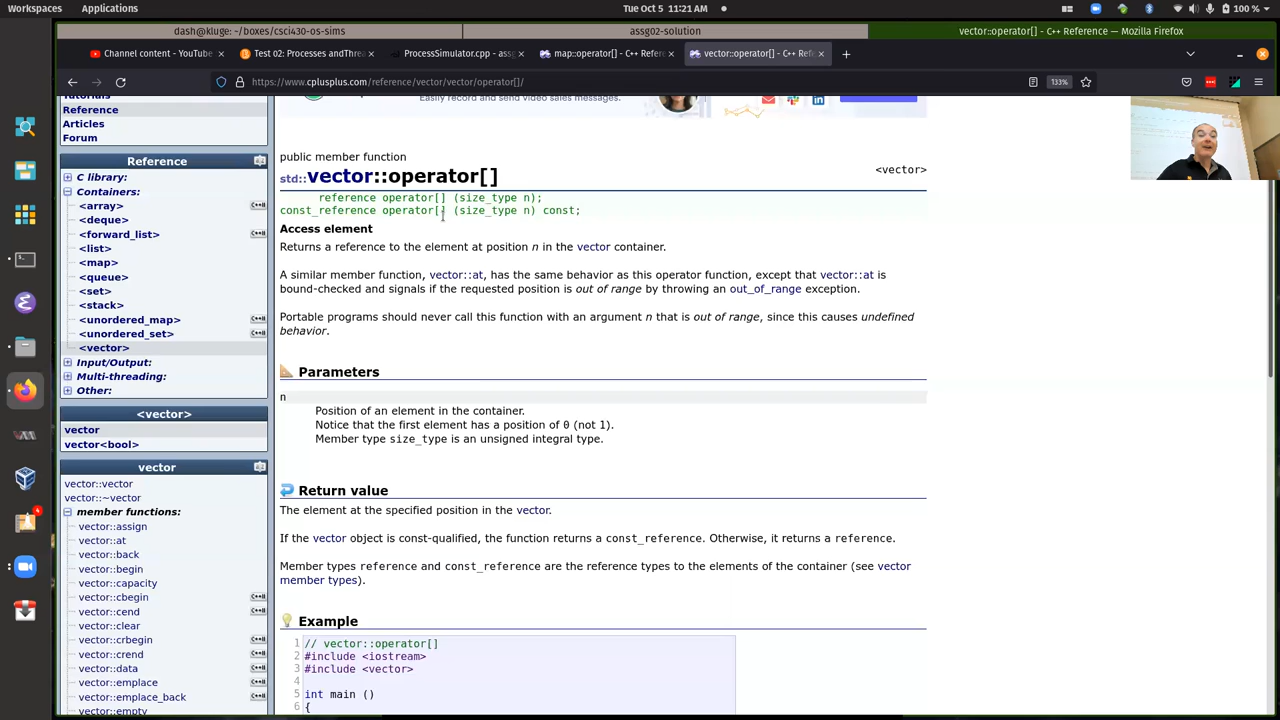 Workspaces Applications Tue Oct 5 11:21 AM 100 %
dash@kluge: ~/boxes/csci430-os-sims assg02-solution vector::operator[] - C++ Reference — Mozilla Firefox
Channel content - YouTube Test 02: Processes andThre ProcessSimulator.cpp - assg map::operator[] - C++ Refere vector::operator[] - C++ Refe
https://www.cplusplus.com/reference/vector/vector/operator[]/ 133%
Tutorials
Reference
Articles
Forum
Easily record and send video sales messages.
Reference
C library:
Containers:
<array>
<deque>
<forward_list>
<list>
<map>
<queue>
<set>
<stack>
<unordered_map>
<unordered_set>
<vector>
Input/Output:
Multi-threading:
Other:
<vector>
vector
vector<bool>
vector
vector::vector
vector::~vector
member functions:
vector::assign
vector::at
vector::back
vector::begin
vector::capacity
vector::cbegin
vector::cend
vector::clear
vector::crbegin
vector::crend
vector::data
vector::emplace
vector::emplace_back
vector::empty
public member function
std::vector::operator[] <vector>
reference operator[] (size_type n);
const_reference operator[] (size_type n) const;
Access element
Returns a reference to the element at position n in the vector container.
A similar member function, vector::at, has the same behavior as this operator function, except that vector::at is
bound-checked and signals if the requested position is out of range by throwing an out_of_range exception.
Portable programs should never call this function with an argument n that is out of range, since this causes undefined
behavior.
Parameters
n
Position of an element in the container.
Notice that the first element has a position of 0 (not 1).
Member type size_type is an unsigned integral type.
Return value
The element at the specified position in the vector.
If the vector object is const-qualified, the function returns a const_reference. Otherwise, it returns a reference.
Member types reference and const_reference are the reference types to the elements of the container (see vector
member types).
Example
1 // vector::operator[]
2 #include <iostream>
3 #include <vector>
4
5 int main ()
6 {